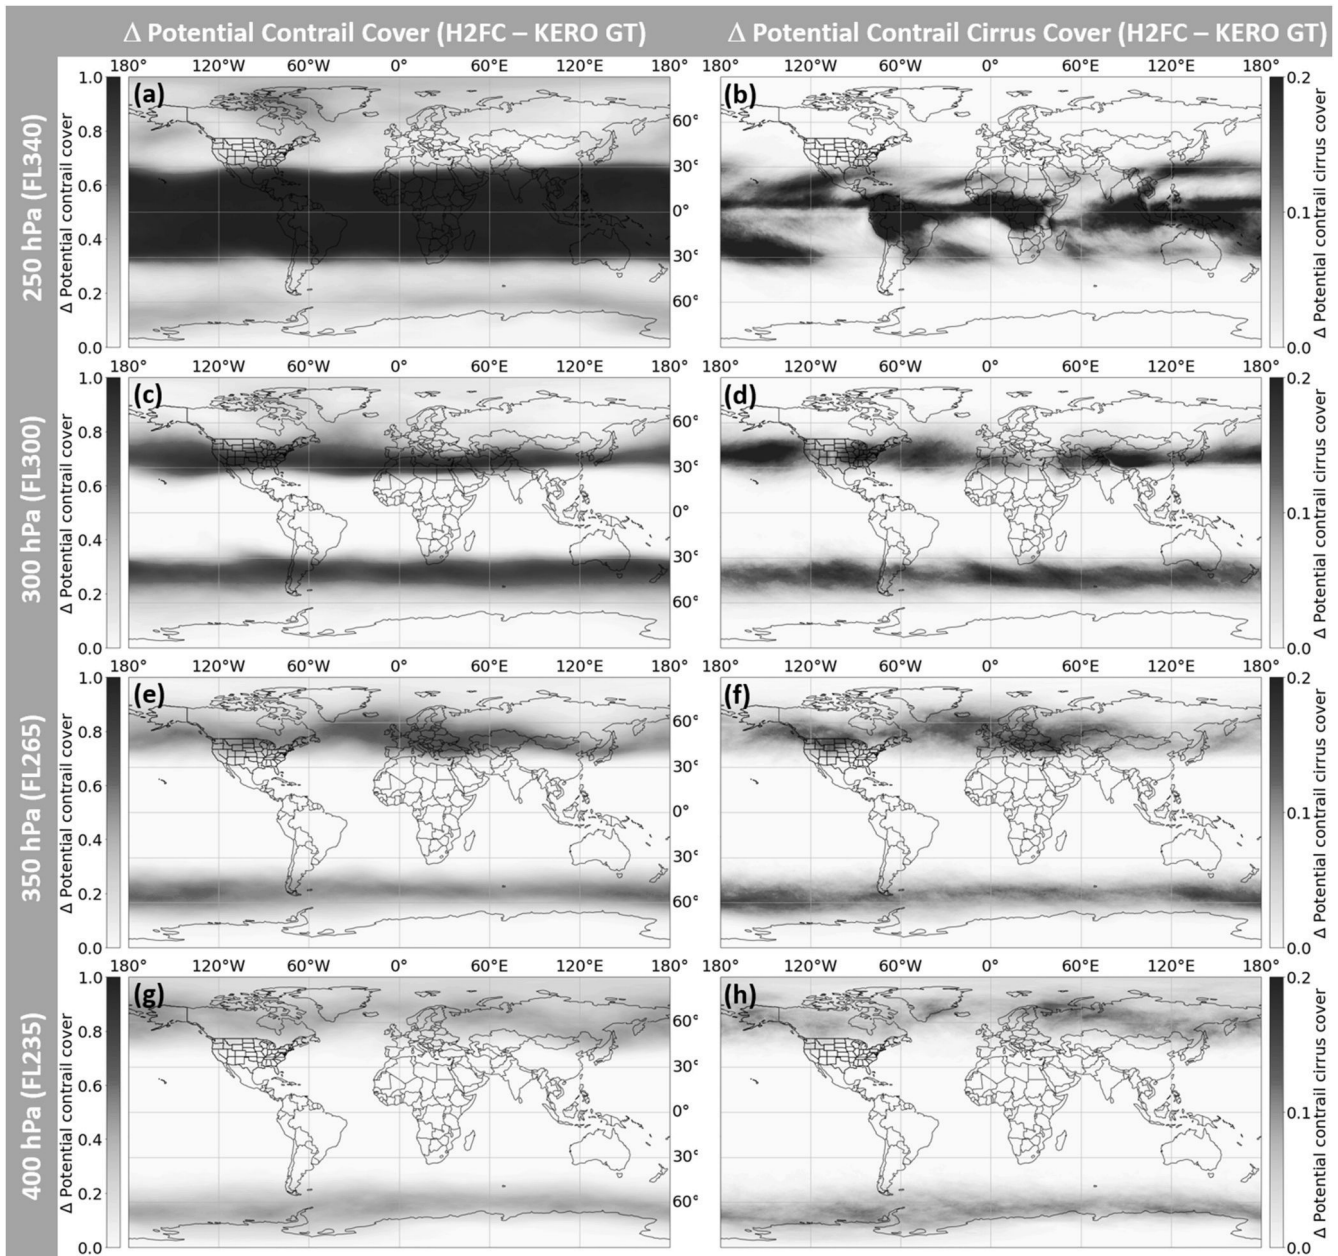 Δ Potential Contrail Cover (H2FC – KERO GT)
Δ Potential Contrail Cirrus Cover (H2FC – KERO GT)
250 hPa (FL340)
180° 120°W 60°W 0° 60°E 120°E 180°
180° 120°W 60°W 0° 60°E 120°E 180°
(a)
(b)
1.0
0.8
0.6
0.4
0.2
0.0
Δ Potential contrail cover
60°
30°
0°
30°
60°
0.2
0.1
0.0
Δ Potential contrail cirrus cover
300 hPa (FL300)
180° 120°W 60°W 0° 60°E 120°E 180°
180° 120°W 60°W 0° 60°E 120°E 180°
(c)
(d)
1.0
0.8
0.6
0.4
0.2
0.0
Δ Potential contrail cover
60°
30°
0°
30°
60°
0.2
0.1
0.0
Δ Potential contrail cirrus cover
350 hPa (FL265)
180° 120°W 60°W 0° 60°E 120°E 180°
180° 120°W 60°W 0° 60°E 120°E 180°
(e)
(f)
1.0
0.8
0.6
0.4
0.2
0.0
Δ Potential contrail cover
60°
30°
0°
30°
60°
0.2
0.1
0.0
Δ Potential contrail cirrus cover
400 hPa (FL235)
180° 120°W 60°W 0° 60°E 120°E 180°
180° 120°W 60°W 0° 60°E 120°E 180°
(g)
(h)
1.0
0.8
0.6
0.4
0.2
0.0
Δ Potential contrail cover
60°
30°
0°
30°
60°
0.2
0.1
0.0
Δ Potential contrail cirrus cover